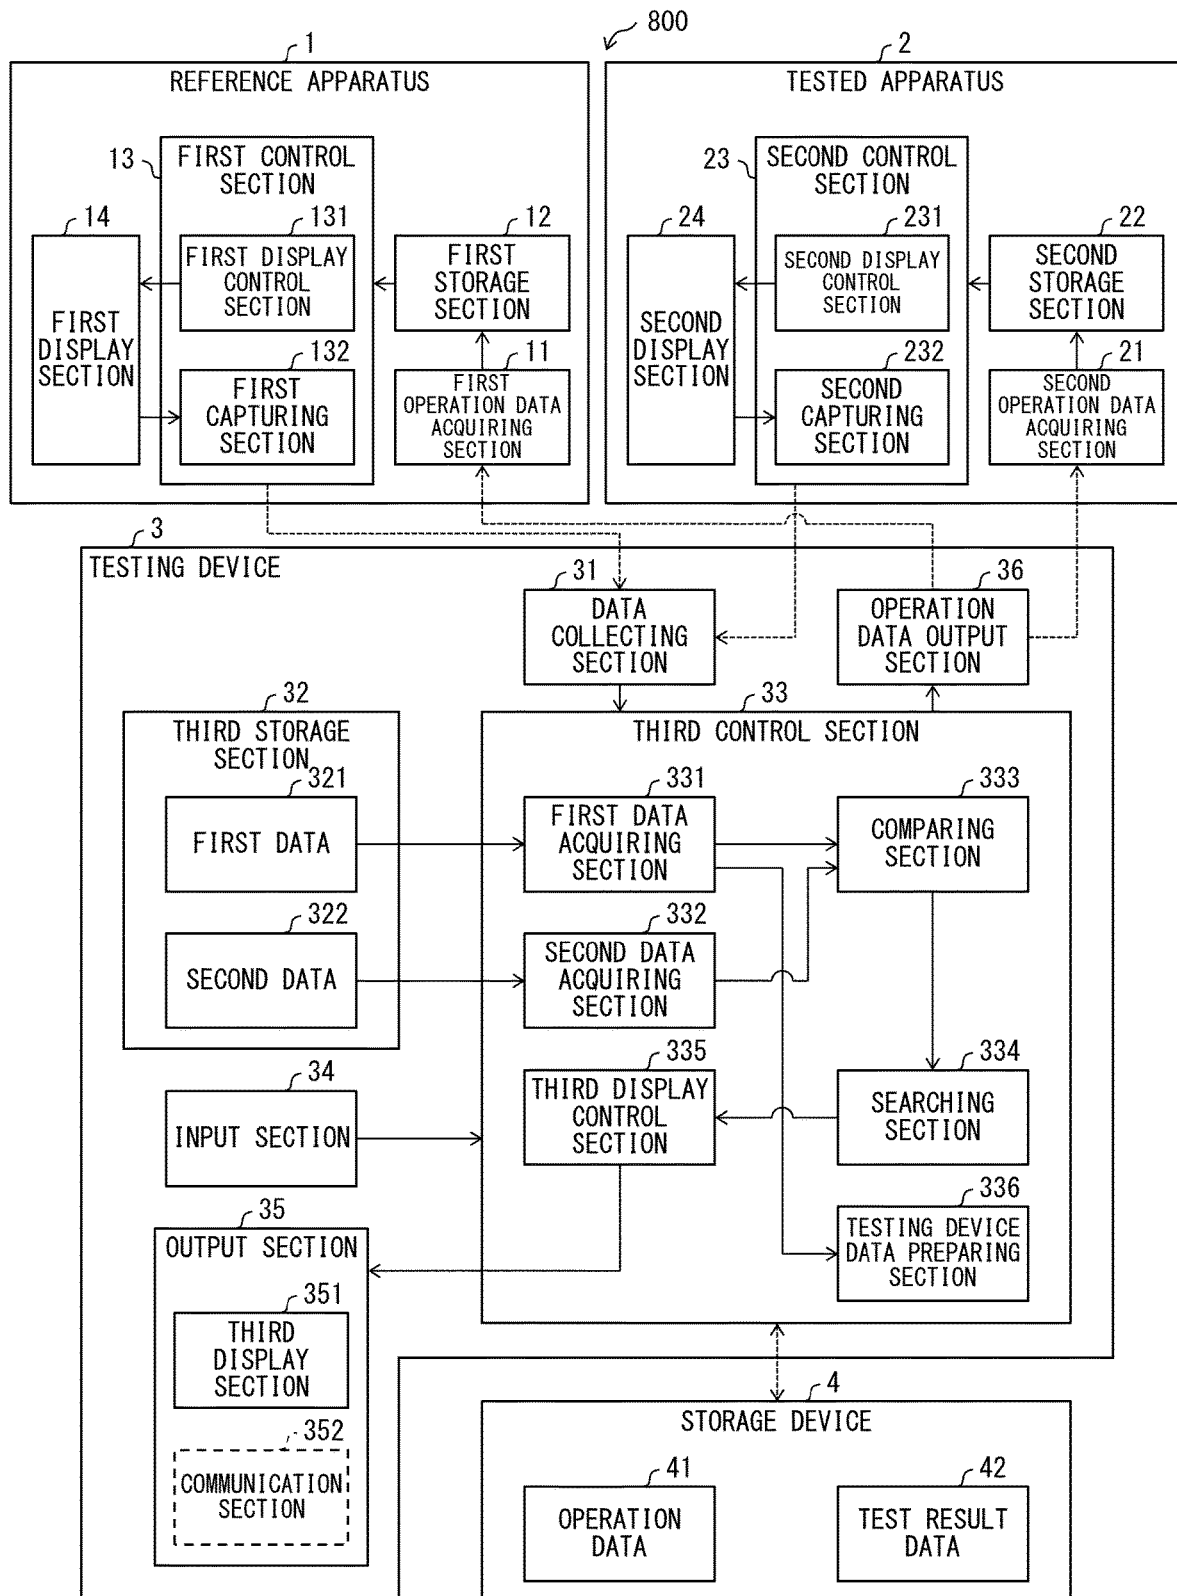 800
1
REFERENCE APPARATUS
2
TESTED APPARATUS
13
FIRST CONTROL
SECTION
14
131
12
FIRST DISPLAY
CONTROL
SECTION
FIRST
STORAGE
SECTION
FIRST
DISPLAY
SECTION
132
11
FIRST
CAPTURING
SECTION
FIRST
OPERATION DATA
ACQUIRING
SECTION
23
SECOND CONTROL
SECTION
24
231
22
SECOND DISPLAY
CONTROL
SECTION
SECOND
STORAGE
SECTION
SECOND
DISPLAY
SECTION
232
21
SECOND
CAPTURING
SECTION
SECOND
OPERATION DATA
ACQUIRING
SECTION
3
TESTING DEVICE
31
DATA
COLLECTING
SECTION
36
OPERATION
DATA OUTPUT
SECTION
32
THIRD STORAGE
SECTION
33
THIRD CONTROL SECTION
321
FIRST DATA
331
FIRST DATA
ACQUIRING
SECTION
333
COMPARING
SECTION
322
SECOND DATA
332
SECOND DATA
ACQUIRING
SECTION
34
INPUT SECTION
335
THIRD DISPLAY
CONTROL
SECTION
334
SEARCHING
SECTION
336
TESTING DEVICE
DATA PREPARING
SECTION
35
OUTPUT SECTION
351
THIRD
DISPLAY
SECTION
352
COMMUNICATION
SECTION
4
STORAGE DEVICE
41
OPERATION
DATA
42
TEST RESULT
DATA